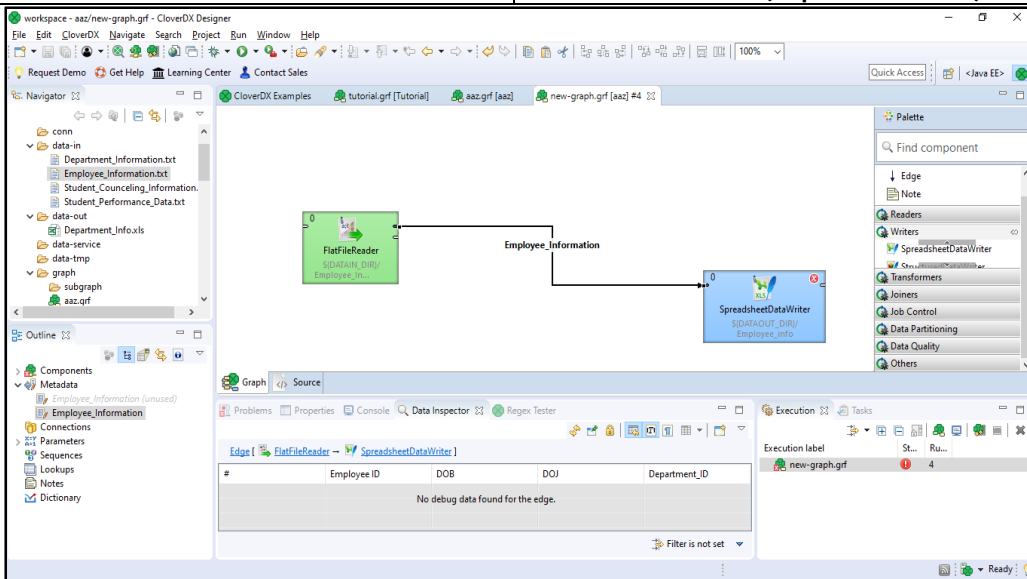 workspace - aaz/new-graph.grf - CloverDX Designer
File Edit CloverDX Navigate Search Project Run Window Help
100%
Request Demo Get Help Learning Center Contact Sales
Quick Access <Java EE>
Navigator
conn
data-in
Department_Information.txt
Employee_Information.txt
Student_Counceling_Information.
Student_Performance_Data.txt
data-out
Department_Info.xls
data-service
data-tmp
graph
subgraph
aaz.grf
Outline
Components
Metadata
Employee_Information (unused)
Employee_Information
Connections
Parameters
Sequences
Lookups
Notes
Dictionary
CloverDX Examples tutorial.grf [Tutorial] aaz.grf [aaz] new-graph.grf [aaz] #4
0
FlatFileReader
$(DATAIN_DIR)/
Employee_In...
Employee_Information
0
XLS
SpreadsheetDataWriter
$(DATAOUT_DIR)/
Employee_info
Palette
Find component
Edge
Note
Readers
Writers
SpreadsheetDataWriter
Transformers
Joiners
Job Control
Data Partitioning
Data Quality
Others
Graph Source
Problems Properties Console Data Inspector Regex Tester
Edge [ FlatFileReader → SpreadsheetDataWriter ]
# Employee ID DOB DOJ Department_ID
No debug data found for the edge.
Filter is not set
Execution Tasks
Execution label St... Ru...
new-graph.grf 4
Ready